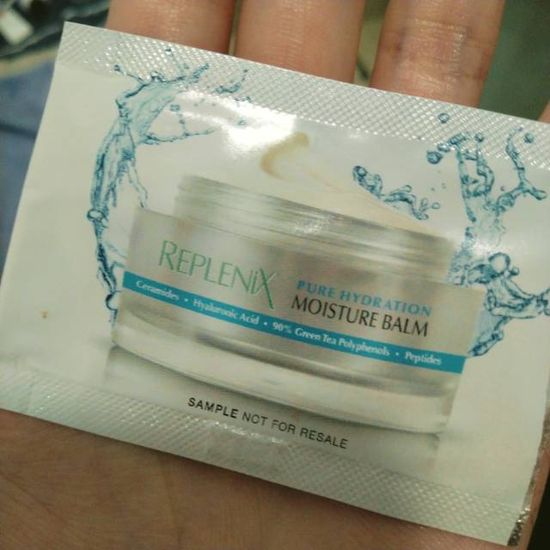 REPLENIX
PURE HYDRATION
MOISTURE BALM
Ceramides • Hyaluronic Acid • 90% Green Tea Polyphenols • Peptides
SAMPLE NOT FOR RESALE